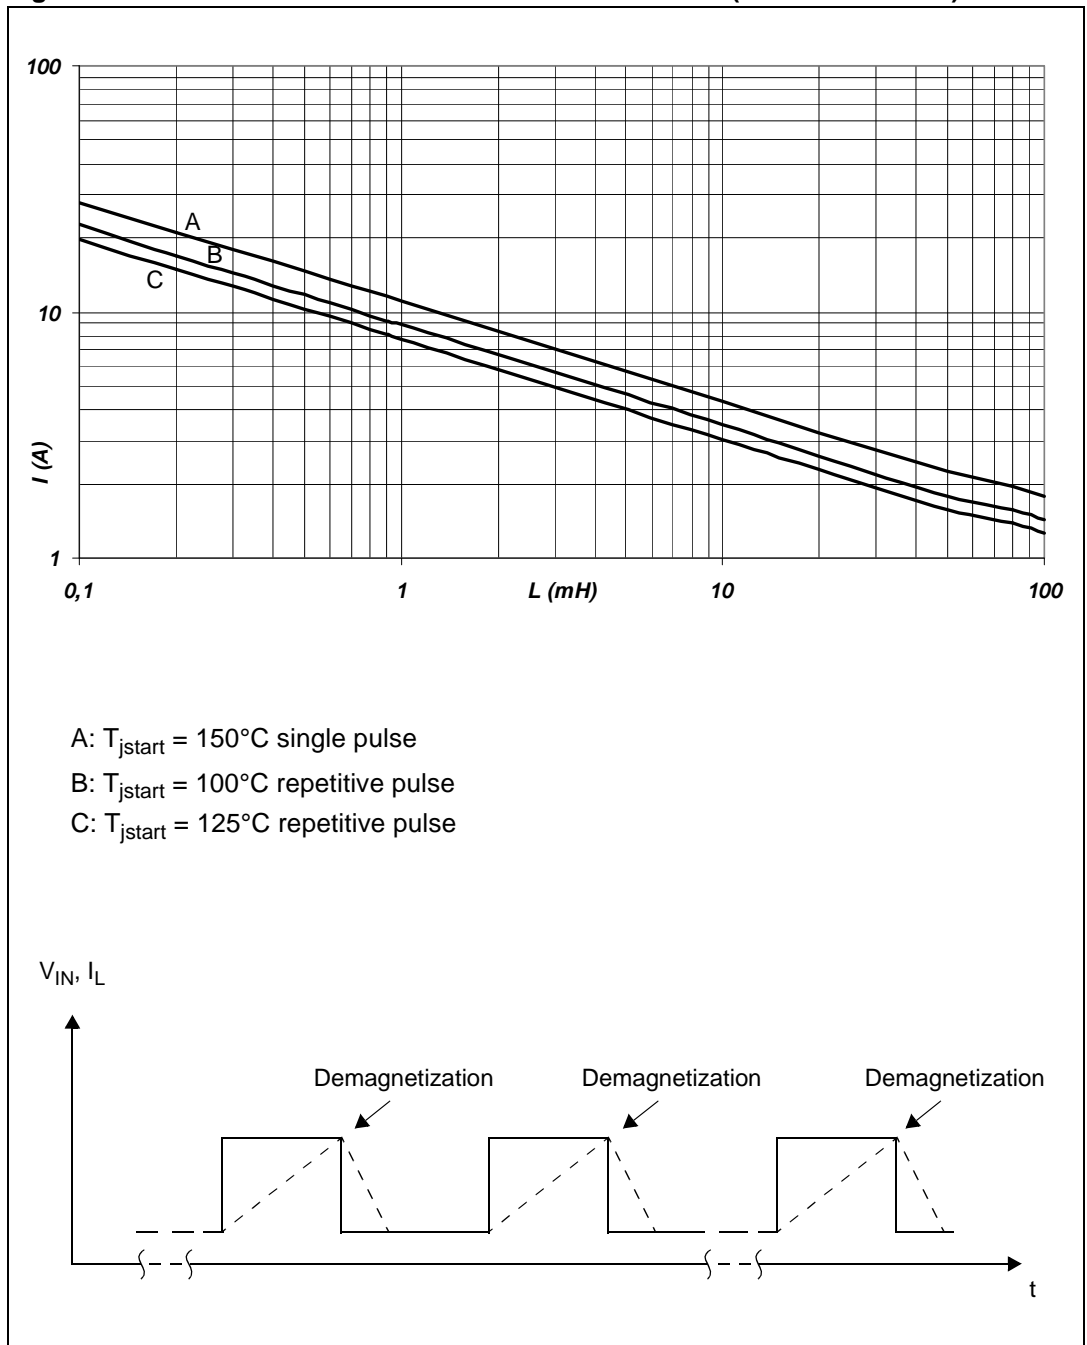 100
A
B
C
10
I (A)
1
0,1 1 L (mH) 10 100
A: Tjstart = 150°C single pulse
B: Tjstart = 100°C repetitive pulse
C: Tjstart = 125°C repetitive pulse
VIN, IL
Demagnetization Demagnetization Demagnetization
t